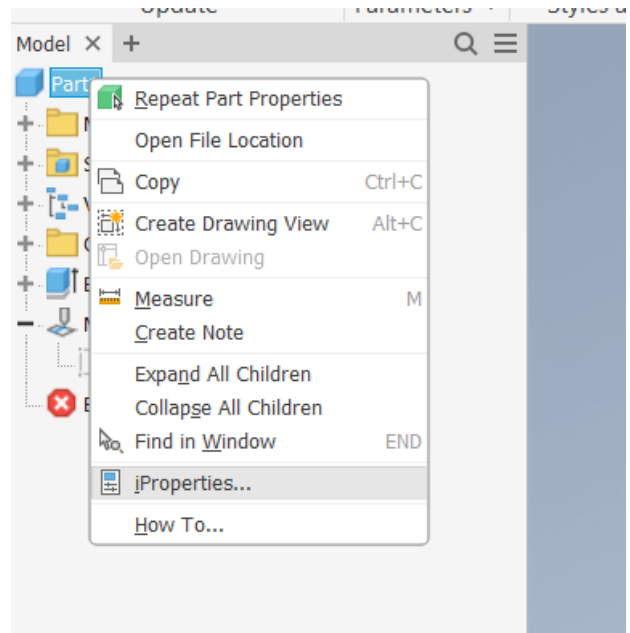 Update
Parameters
Styles a
Model
Part
Repeat Part Properties
Open File Location
Copy Ctrl+C
Create Drawing View Alt+C
Open Drawing
Measure M
Create Note
Expand All Children
Collapse All Children
Find in Window END
iProperties...
How To...